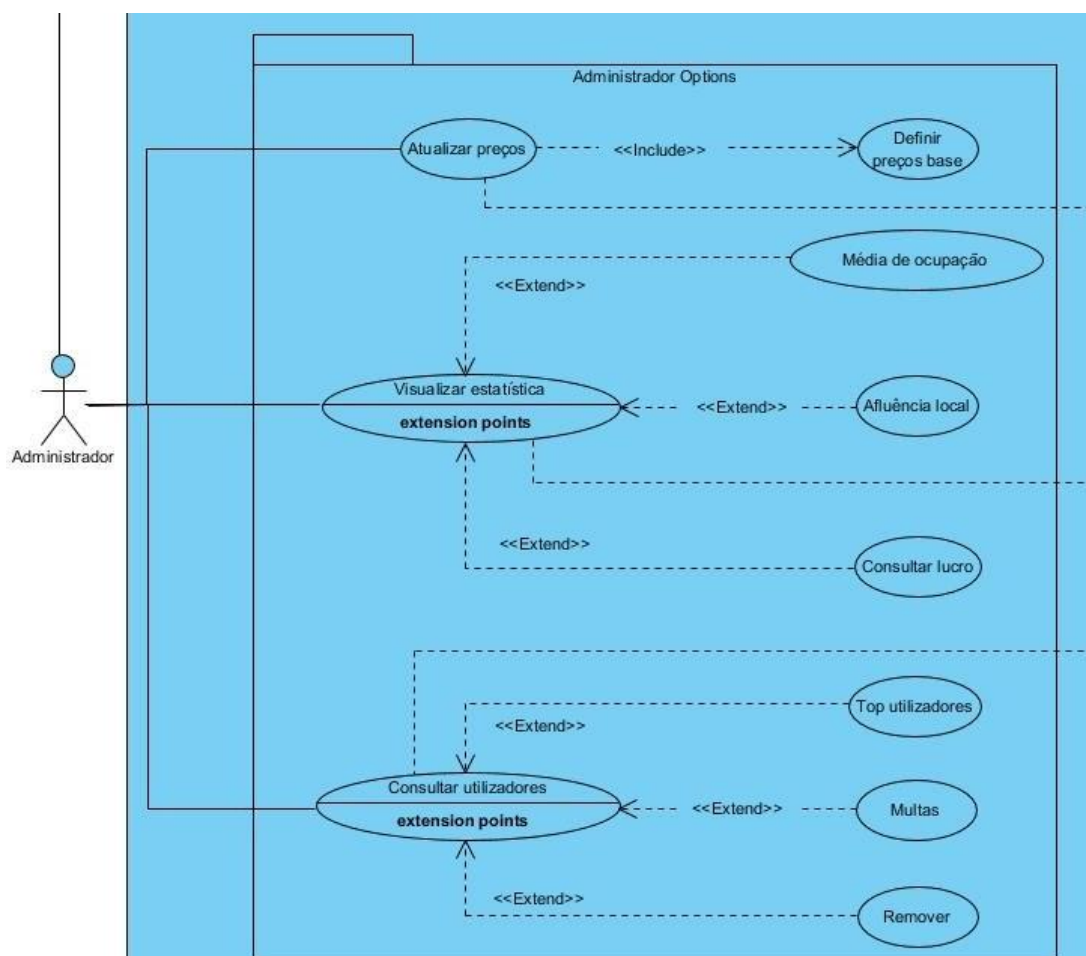 Administrador Options
Atualizar preços
<<Include>>
Definir
preços base
Média de ocupação
<<Extend>>
Visualizar estatística
extension points
<<Extend>>
Afluência local
Administrador
<<Extend>>
Consultar lucro
Top utilizadores
<<Extend>>
Consultar utilizadores
extension points
<<Extend>>
Multas
<<Extend>>
Remover